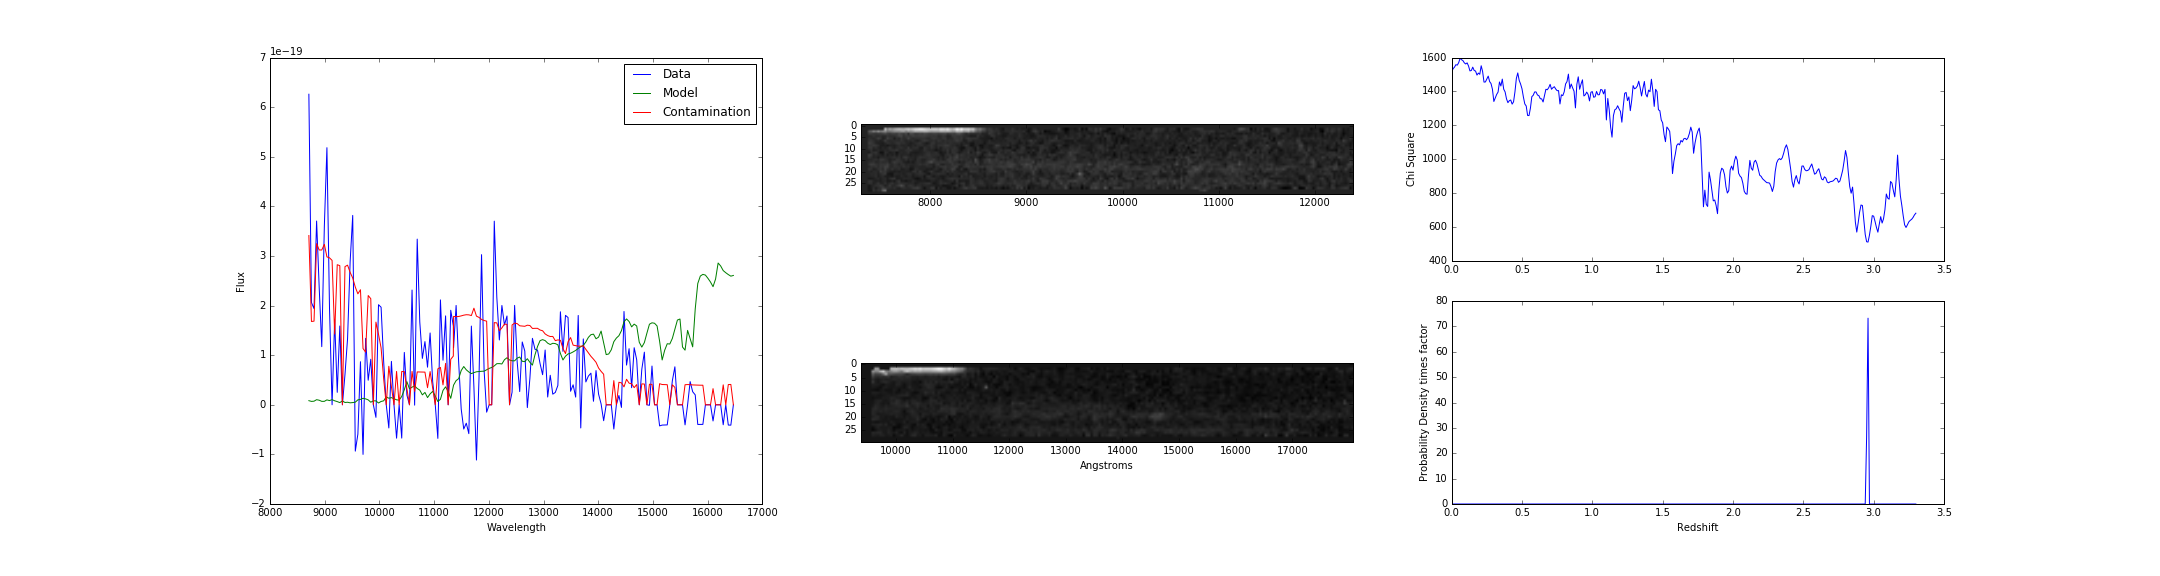 1e−19
7
6
5
4
3
2
1
0
−1
−2
Flux
8000 9000 10000 11000 12000 13000 14000 15000 16000 17000
Wavelength
Data
Model
Contamination
0
5
10
15
20
25
8000 9000 10000 11000 12000
0
5
10
15
20
25
10000 11000 12000 13000 14000 15000 16000 17000
Angstroms
1600
1400
1200
1000
800
600
400
Chi Square
0.0 0.5 1.0 1.5 2.0 2.5 3.0 3.5
80
70
60
50
40
30
20
10
0
Probability Density times factor
0.0 0.5 1.0 1.5 2.0 2.5 3.0 3.5
Redshift